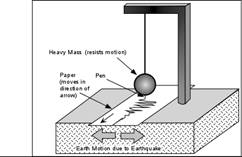 Heavy Mass (resists motion)
Paper
(moves in
direction of
arrow)
Pen
Earth Motion due to Earthquake